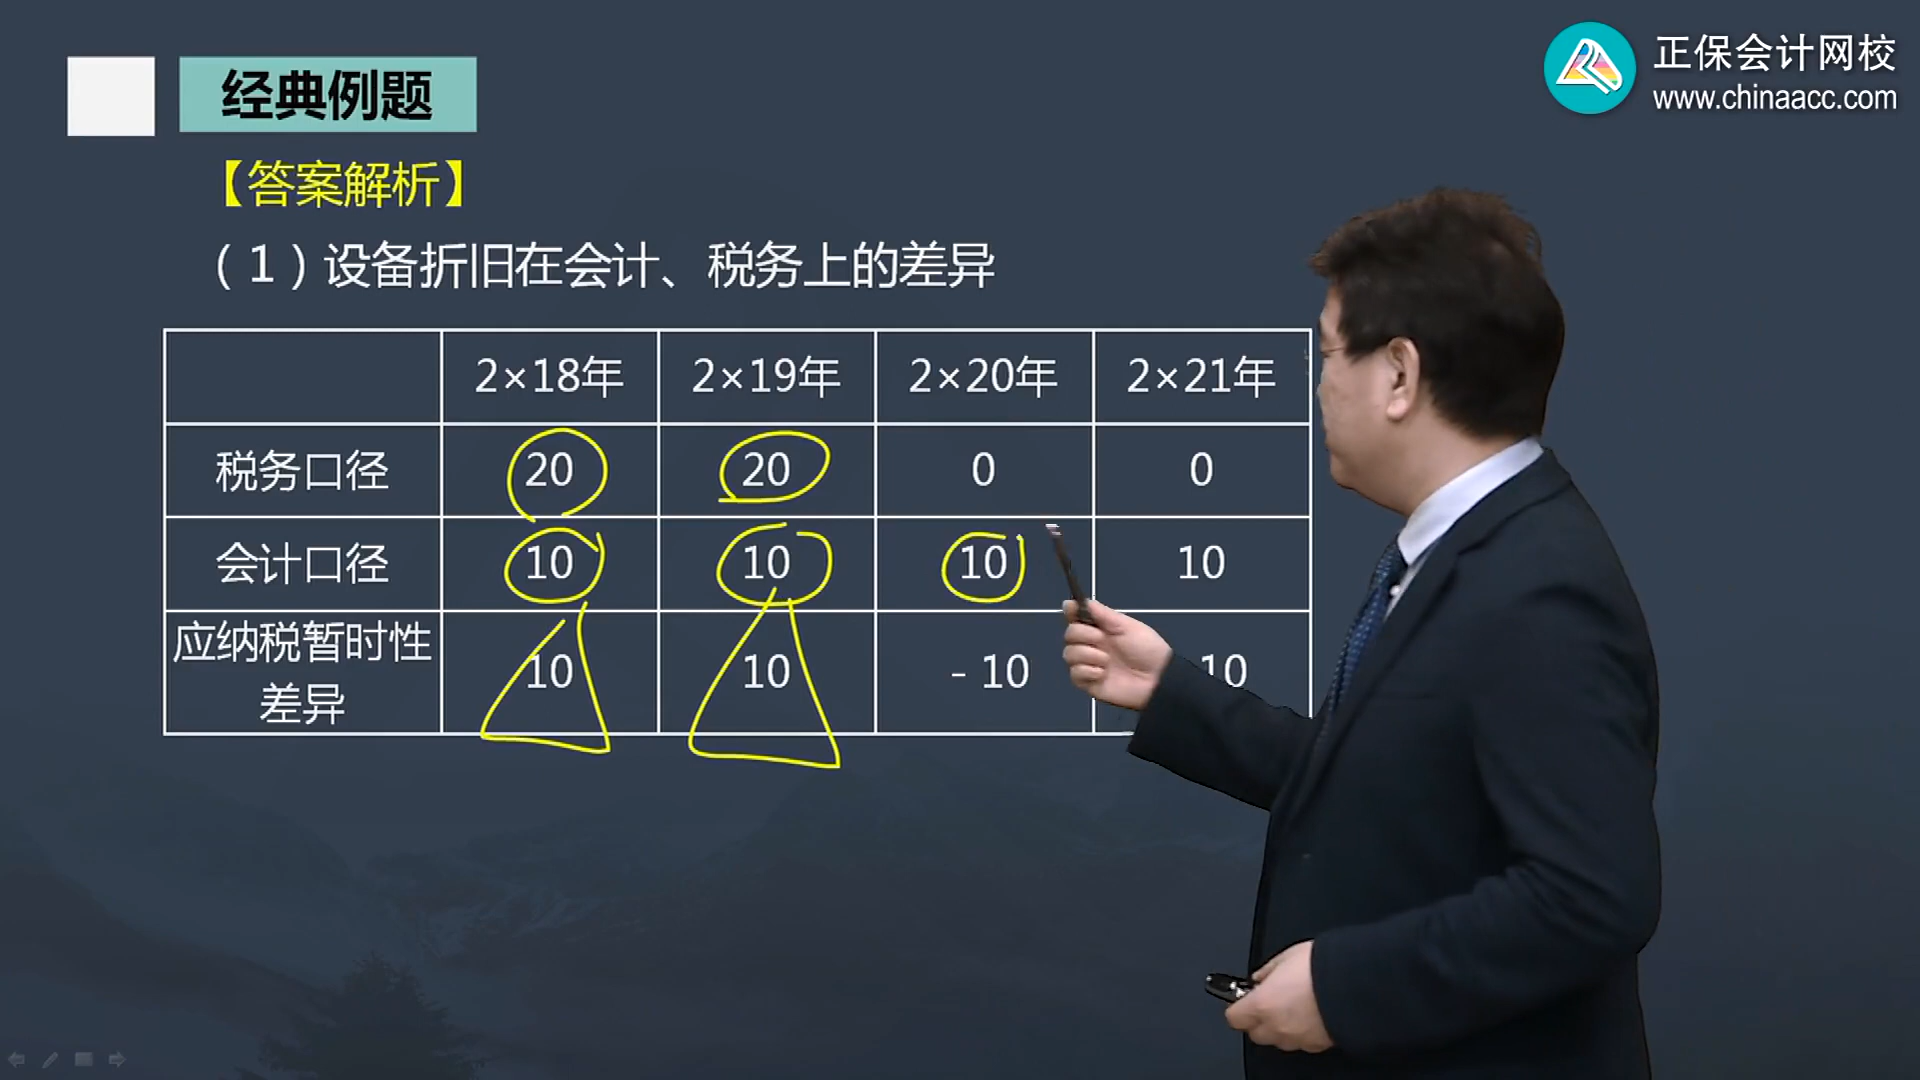 正保会计网校
www.chinaacc.com
经典例题
【答案解析】
（1）设备折旧在会计、税务上的差异
2×18年 2×19年 2×20年 2×21年
税务口径 20 20 0 0
会计口径 10 10 10 10
应纳税暂时性差异 10 10 - 10 10